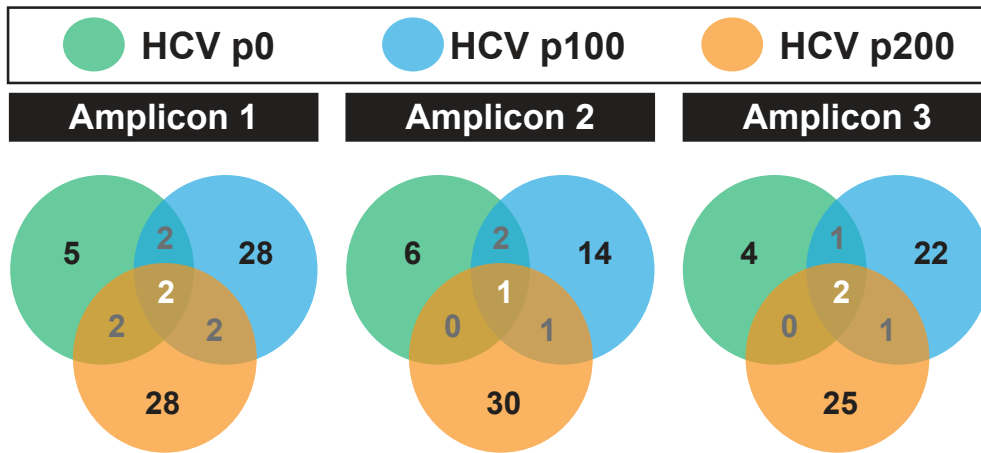 HCV p0 HCV p100 HCV p200
Amplicon 1 Amplicon 2 Amplicon 3
2 2 1
5 28 6 14 4 22
2 1 2
2 2 0 1 0 1
28 30 25